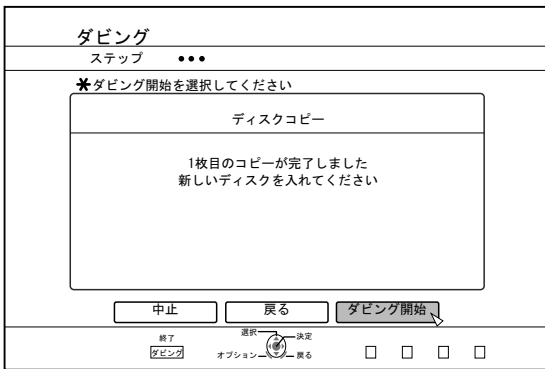 ダビング
ステップ ●●●
✱ダビング開始を選択してください
ディスクコピー
1枚目のコピーが完了しました
新しいディスクを入れてください
中止 戻る ダビング開始
終了
ダビング
選択 決定
オプション 戻る